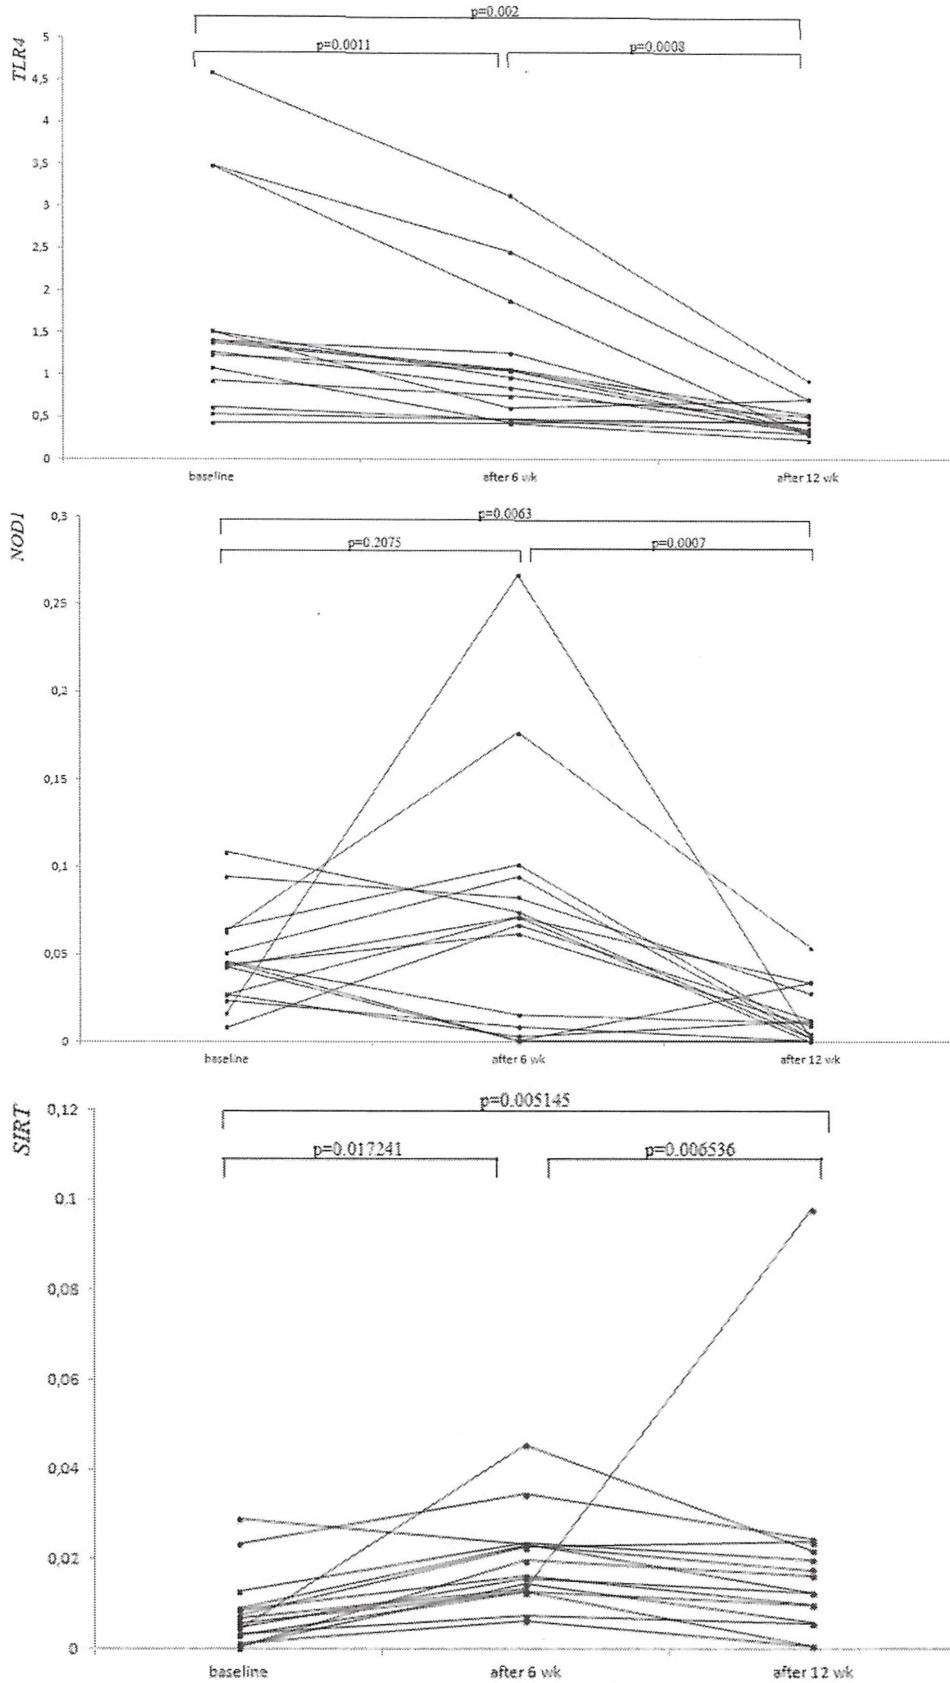 p=0.002
p=0.0011 p=0.0008
TLR4
5
4,5
4
3,5
3
2,5
2
1,5
1
0,5
0
baseline after 6 wk after 12 wk
p=0.0063
p=0.2075 p=0.0007
NOD1
0,3
0,25
0,2
0,15
0,1
0,05
0
baseline after 6 wk after 12 wk
p=0.005145
p=0.017241 p=0.006536
SIRT
0,12
0,1
0,08
0,06
0,04
0,02
0
baseline after 6 wk after 12 wk